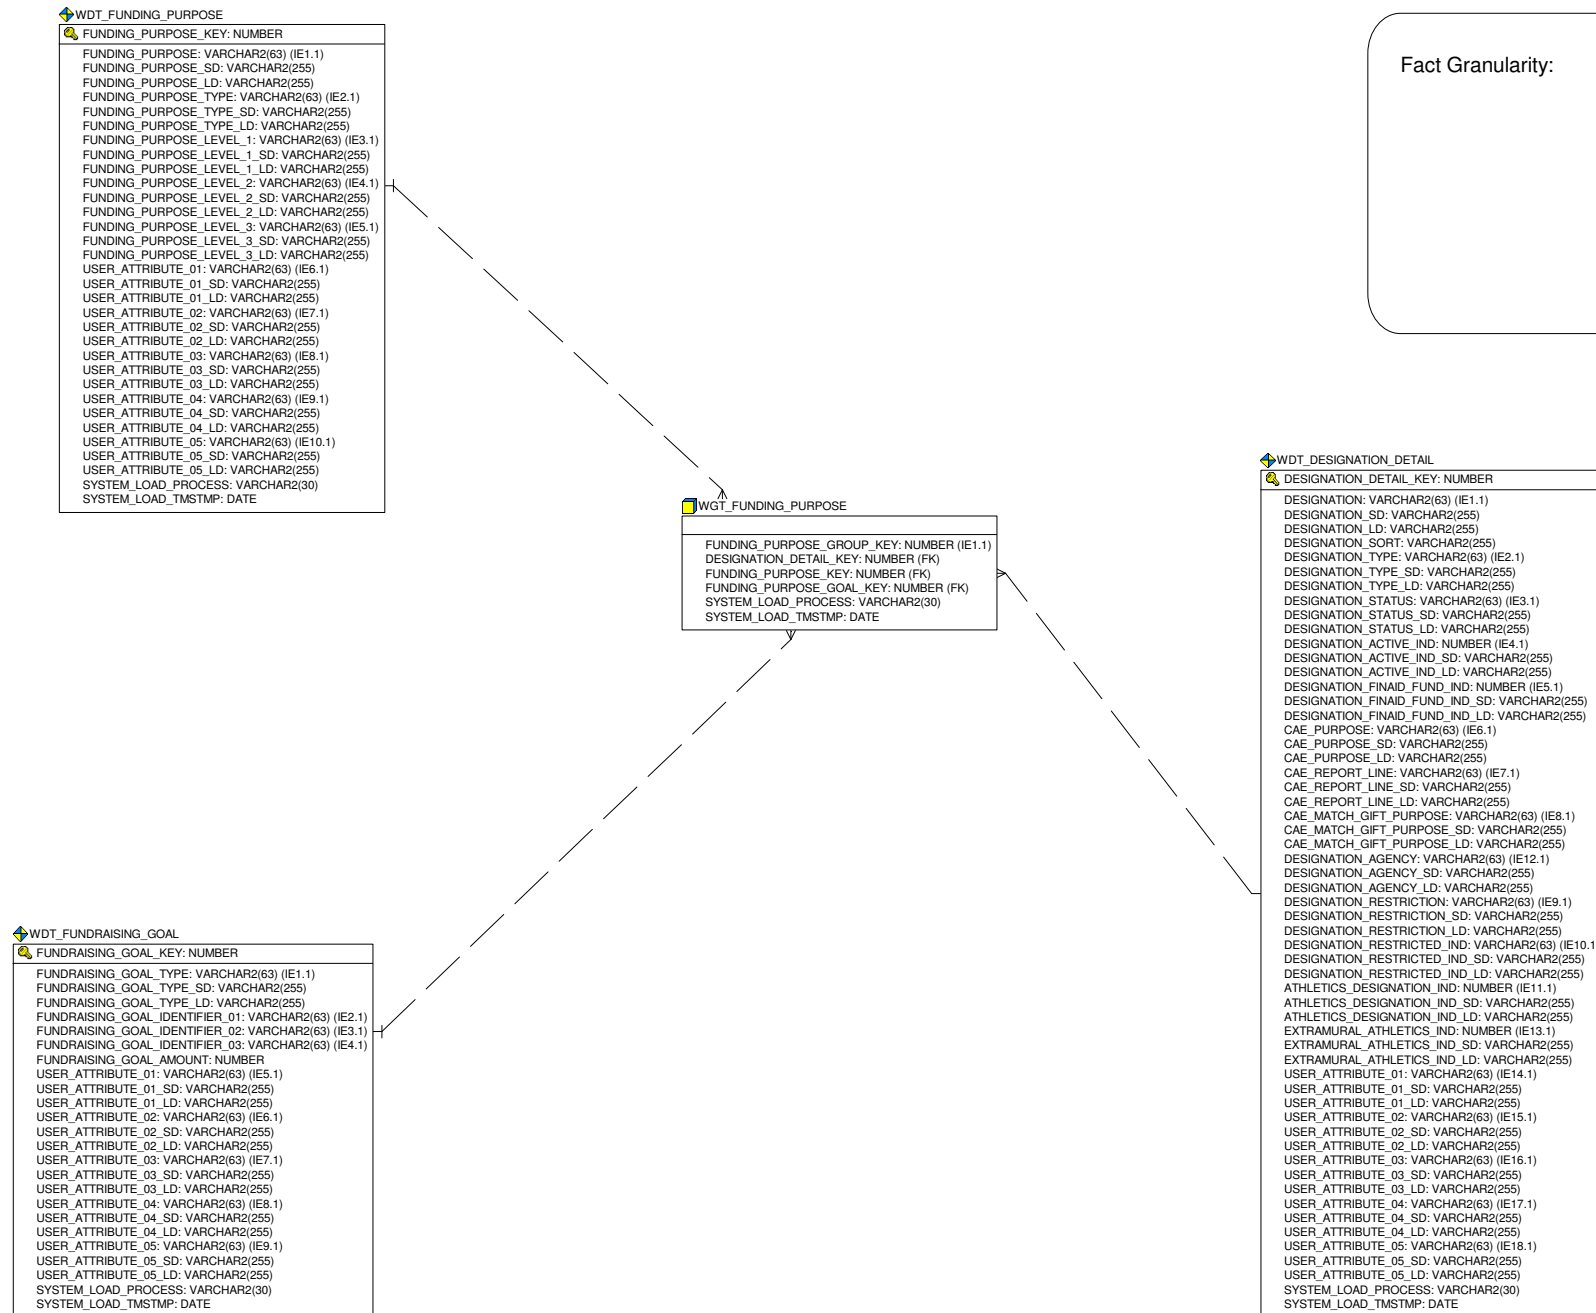 WDT_FUNDING_PURPOSE
FUNDING_PURPOSE_KEY: NUMBER
FUNDING_PURPOSE: VARCHAR2(63) (IE1.1)
FUNDING_PURPOSE_SD: VARCHAR2(255)
FUNDING_PURPOSE_LD: VARCHAR2(255)
FUNDING_PURPOSE_TYPE: VARCHAR2(63) (IE2.1)
FUNDING_PURPOSE_TYPE_SD: VARCHAR2(255)
FUNDING_PURPOSE_TYPE_LD: VARCHAR2(255)
FUNDING_PURPOSE_LEVEL_1: VARCHAR2(63) (IE3.1)
FUNDING_PURPOSE_LEVEL_1_SD: VARCHAR2(255)
FUNDING_PURPOSE_LEVEL_1_LD: VARCHAR2(255)
FUNDING_PURPOSE_LEVEL_2: VARCHAR2(63) (IE4.1)
FUNDING_PURPOSE_LEVEL_2_SD: VARCHAR2(255)
FUNDING_PURPOSE_LEVEL_2_LD: VARCHAR2(255)
FUNDING_PURPOSE_LEVEL_3: VARCHAR2(63) (IE5.1)
FUNDING_PURPOSE_LEVEL_3_SD: VARCHAR2(255)
FUNDING_PURPOSE_LEVEL_3_LD: VARCHAR2(255)
USER_ATTRIBUTE_01: VARCHAR2(63) (IE6.1)
USER_ATTRIBUTE_01_SD: VARCHAR2(255)
USER_ATTRIBUTE_01_LD: VARCHAR2(255)
USER_ATTRIBUTE_02: VARCHAR2(63) (IE7.1)
USER_ATTRIBUTE_02_SD: VARCHAR2(255)
USER_ATTRIBUTE_02_LD: VARCHAR2(255)
USER_ATTRIBUTE_03: VARCHAR2(63) (IE8.1)
USER_ATTRIBUTE_03_SD: VARCHAR2(255)
USER_ATTRIBUTE_03_LD: VARCHAR2(255)
USER_ATTRIBUTE_04: VARCHAR2(63) (IE9.1)
USER_ATTRIBUTE_04_SD: VARCHAR2(255)
USER_ATTRIBUTE_04_LD: VARCHAR2(255)
USER_ATTRIBUTE_05: VARCHAR2(63) (IE10.1)
USER_ATTRIBUTE_05_SD: VARCHAR2(255)
USER_ATTRIBUTE_05_LD: VARCHAR2(255)
SYSTEM_LOAD_PROCESS: VARCHAR2(30)
SYSTEM_LOAD_TMSTMP: DATE
Fact Granularity:
WGT_FUNDING_PURPOSE
FUNDING_PURPOSE_GROUP_KEY: NUMBER (IE1.1)
DESIGNATION_DETAIL_KEY: NUMBER (FK)
FUNDING_PURPOSE_KEY: NUMBER (FK)
FUNDING_PURPOSE_GOAL_KEY: NUMBER (FK)
SYSTEM_LOAD_PROCESS: VARCHAR2(30)
SYSTEM_LOAD_TMSTMP: DATE
WDT_DESIGNATION_DETAIL
DESIGNATION_DETAIL_KEY: NUMBER
DESIGNATION: VARCHAR2(63) (IE1.1)
DESIGNATION_SD: VARCHAR2(255)
DESIGNATION_LD: VARCHAR2(255)
DESIGNATION_SORT: VARCHAR2(255)
DESIGNATION_TYPE: VARCHAR2(63) (IE2.1)
DESIGNATION_TYPE_SD: VARCHAR2(255)
DESIGNATION_TYPE_LD: VARCHAR2(255)
DESIGNATION_STATUS: VARCHAR2(63) (IE3.1)
DESIGNATION_STATUS_SD: VARCHAR2(255)
DESIGNATION_STATUS_LD: VARCHAR2(255)
DESIGNATION_ACTIVE_IND: NUMBER (IE4.1)
DESIGNATION_ACTIVE_IND_SD: VARCHAR2(255)
DESIGNATION_ACTIVE_IND_LD: VARCHAR2(255)
DESIGNATION_FINAID_FUND_IND: NUMBER (IE5.1)
DESIGNATION_FINAID_FUND_IND_SD: VARCHAR2(255)
DESIGNATION_FINAID_FUND_IND_LD: VARCHAR2(255)
CAE_PURPOSE: VARCHAR2(63) (IE6.1)
CAE_PURPOSE_SD: VARCHAR2(255)
CAE_PURPOSE_LD: VARCHAR2(255)
CAE_REPORT_LINE: VARCHAR2(63) (IE7.1)
CAE_REPORT_LINE_SD: VARCHAR2(255)
CAE_REPORT_LINE_LD: VARCHAR2(255)
CAE_MATCH_GIFT_PURPOSE: VARCHAR2(63) (IE8.1)
CAE_MATCH_GIFT_PURPOSE_SD: VARCHAR2(255)
CAE_MATCH_GIFT_PURPOSE_LD: VARCHAR2(255)
DESIGNATION_AGENCY: VARCHAR2(63) (IE12.1)
DESIGNATION_AGENCY_SD: VARCHAR2(255)
DESIGNATION_AGENCY_LD: VARCHAR2(255)
DESIGNATION_RESTRICTION: VARCHAR2(63) (IE9.1)
DESIGNATION_RESTRICTION_SD: VARCHAR2(255)
DESIGNATION_RESTRICTION_LD: VARCHAR2(255)
DESIGNATION_RESTRICTED_IND: VARCHAR2(63) (IE10.1
DESIGNATION_RESTRICTED_IND_SD: VARCHAR2(255)
DESIGNATION_RESTRICTED_IND_LD: VARCHAR2(255)
ATHLETICS_DESIGNATION_IND: NUMBER (IE11.1)
ATHLETICS_DESIGNATION_IND_SD: VARCHAR2(255)
ATHLETICS_DESIGNATION_IND_LD: VARCHAR2(255)
EXTRAMURAL_ATHLETICS_IND: NUMBER (IE13.1)
EXTRAMURAL_ATHLETICS_IND_SD: VARCHAR2(255)
EXTRAMURAL_ATHLETICS_IND_LD: VARCHAR2(255)
USER_ATTRIBUTE_01: VARCHAR2(63) (IE14.1)
USER_ATTRIBUTE_01_SD: VARCHAR2(255)
USER_ATTRIBUTE_01_LD: VARCHAR2(255)
USER_ATTRIBUTE_02: VARCHAR2(63) (IE15.1)
USER_ATTRIBUTE_02_SD: VARCHAR2(255)
USER_ATTRIBUTE_02_LD: VARCHAR2(255)
USER_ATTRIBUTE_03: VARCHAR2(63) (IE16.1)
USER_ATTRIBUTE_03_SD: VARCHAR2(255)
USER_ATTRIBUTE_03_LD: VARCHAR2(255)
USER_ATTRIBUTE_04: VARCHAR2(63) (IE17.1)
USER_ATTRIBUTE_04_SD: VARCHAR2(255)
USER_ATTRIBUTE_04_LD: VARCHAR2(255)
USER_ATTRIBUTE_05: VARCHAR2(63) (IE18.1)
USER_ATTRIBUTE_05_SD: VARCHAR2(255)
USER_ATTRIBUTE_05_LD: VARCHAR2(255)
SYSTEM_LOAD_PROCESS: VARCHAR2(30)
SYSTEM_LOAD_TMSTMP: DATE
WDT_FUNDRAISING_GOAL
FUNDRAISING_GOAL_KEY: NUMBER
FUNDRAISING_GOAL_TYPE: VARCHAR2(63) (IE1.1)
FUNDRAISING_GOAL_TYPE_SD: VARCHAR2(255)
FUNDRAISING_GOAL_TYPE_LD: VARCHAR2(255)
FUNDRAISING_GOAL_IDENTIFIER_01: VARCHAR2(63) (IE2.1)
FUNDRAISING_GOAL_IDENTIFIER_02: VARCHAR2(63) (IE3.1)
FUNDRAISING_GOAL_IDENTIFIER_03: VARCHAR2(63) (IE4.1)
FUNDRAISING_GOAL_AMOUNT: NUMBER
USER_ATTRIBUTE_01: VARCHAR2(63) (IE5.1)
USER_ATTRIBUTE_01_SD: VARCHAR2(255)
USER_ATTRIBUTE_01_LD: VARCHAR2(255)
USER_ATTRIBUTE_02: VARCHAR2(63) (IE6.1)
USER_ATTRIBUTE_02_SD: VARCHAR2(255)
USER_ATTRIBUTE_02_LD: VARCHAR2(255)
USER_ATTRIBUTE_03: VARCHAR2(63) (IE7.1)
USER_ATTRIBUTE_03_SD: VARCHAR2(255)
USER_ATTRIBUTE_03_LD: VARCHAR2(255)
USER_ATTRIBUTE_04: VARCHAR2(63) (IE8.1)
USER_ATTRIBUTE_04_SD: VARCHAR2(255)
USER_ATTRIBUTE_04_LD: VARCHAR2(255)
USER_ATTRIBUTE_05: VARCHAR2(63) (IE9.1)
USER_ATTRIBUTE_05_SD: VARCHAR2(255)
USER_ATTRIBUTE_05_LD: VARCHAR2(255)
SYSTEM_LOAD_PROCESS: VARCHAR2(30)
SYSTEM_LOAD_TMSTMP: DATE